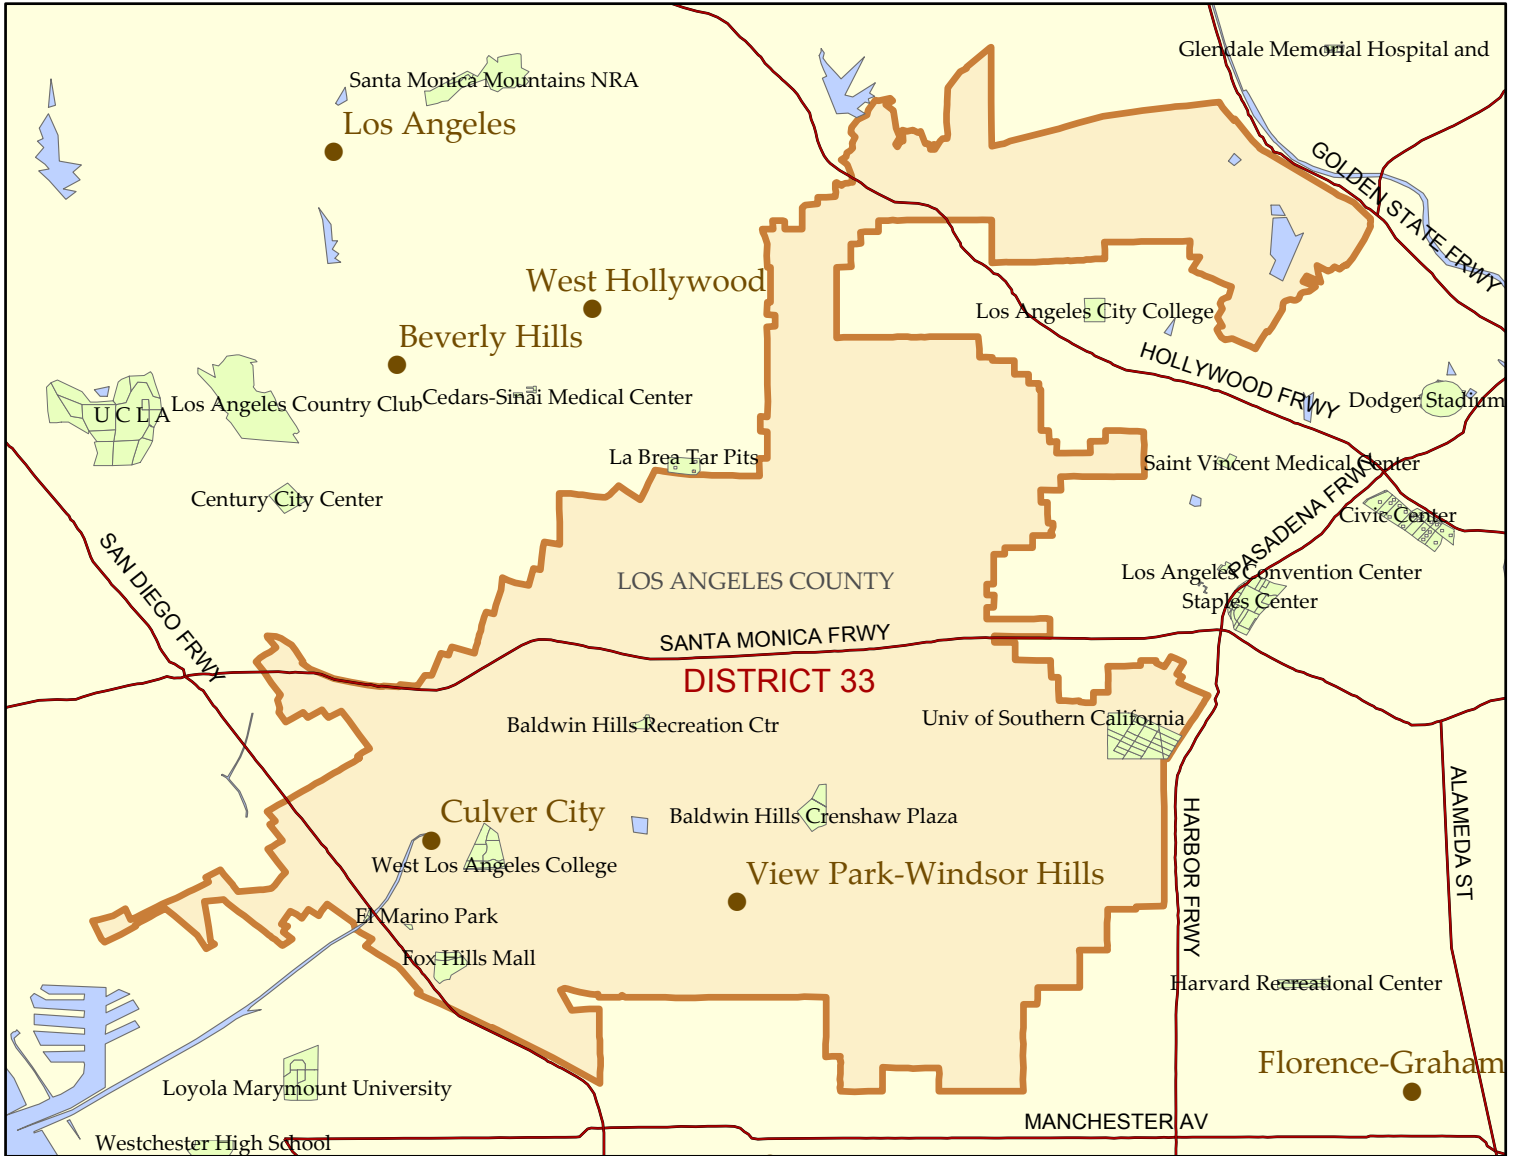 Glendale Memorial Hospital and
Santa Monica Mountains NRA
Los Angeles
GOLDEN STATE FRWY
West Hollywood
Los Angeles City College
Beverly Hills
HOLLYWOOD FRWY
Cedars-Sinai Medical Center
Los Angeles Country Club
U C L A
Dodger Stadium
La Brea Tar Pits
Saint Vincent Medical Center
Century City Center
PASADENA FRWY
Civic Center
SAN DIEGO FRWY
LOS ANGELES COUNTY
Los Angeles Convention Center
Staples Center
SANTA MONICA FRWY
DISTRICT 33
Baldwin Hills Recreation Ctr
Univ of Southern California
Culver City
Baldwin Hills Crenshaw Plaza
HARBOR FRWY
ALAMEDA ST
West Los Angeles College
View Park-Windsor Hills
El Marino Park
Fox Hills Mall
Harvard Recreational Center
Florence-Graham
Loyola Marymount University
MANCHESTER AV
Westchester High School